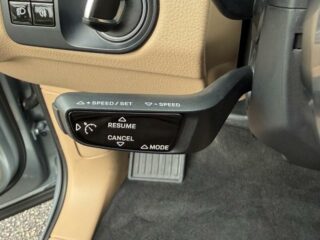 + SPEED / SET - SPEED
RESUME
CANCEL
MODE